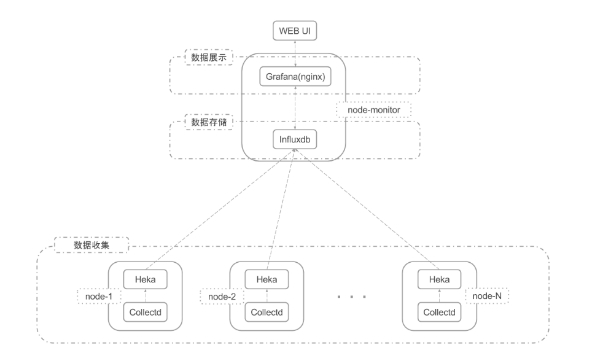 WEB UI
数据展示
Grafana(nginx)
node-monitor
数据存储
Influxdb
数据收集
Heka
Heka
Heka
node-1
node-2
. . .
node-N
Collectd
Collectd
Collectd